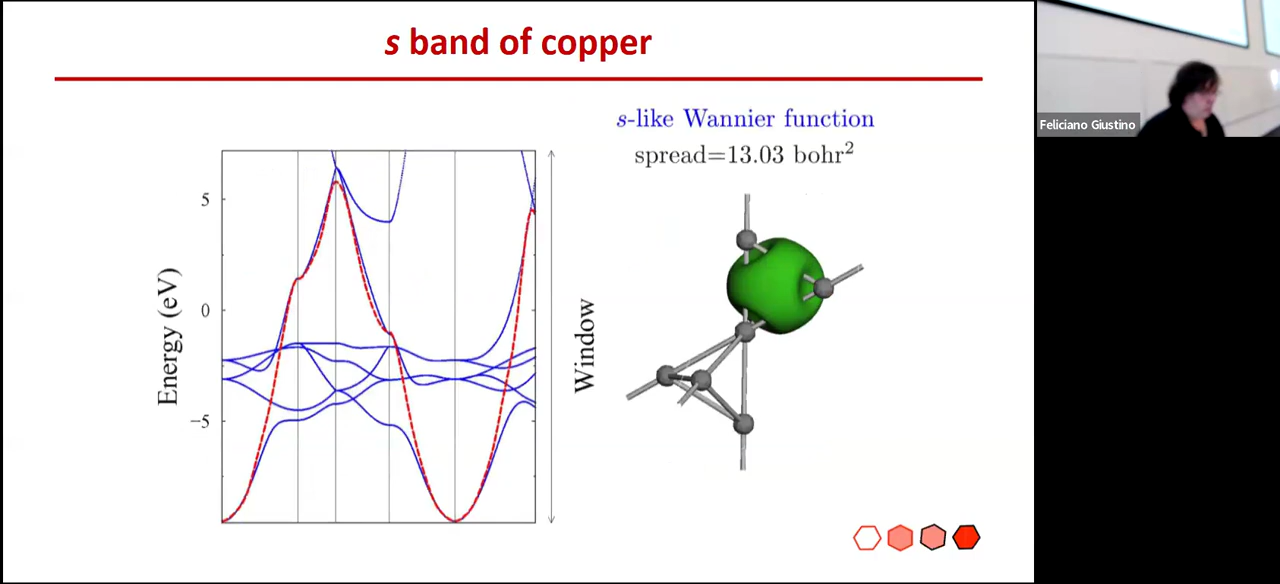 s band of copper
s-like Wannier function
spread=13.03 bohr²
Energy (eV)
5
0
−5
Window
Feliciano Giustino